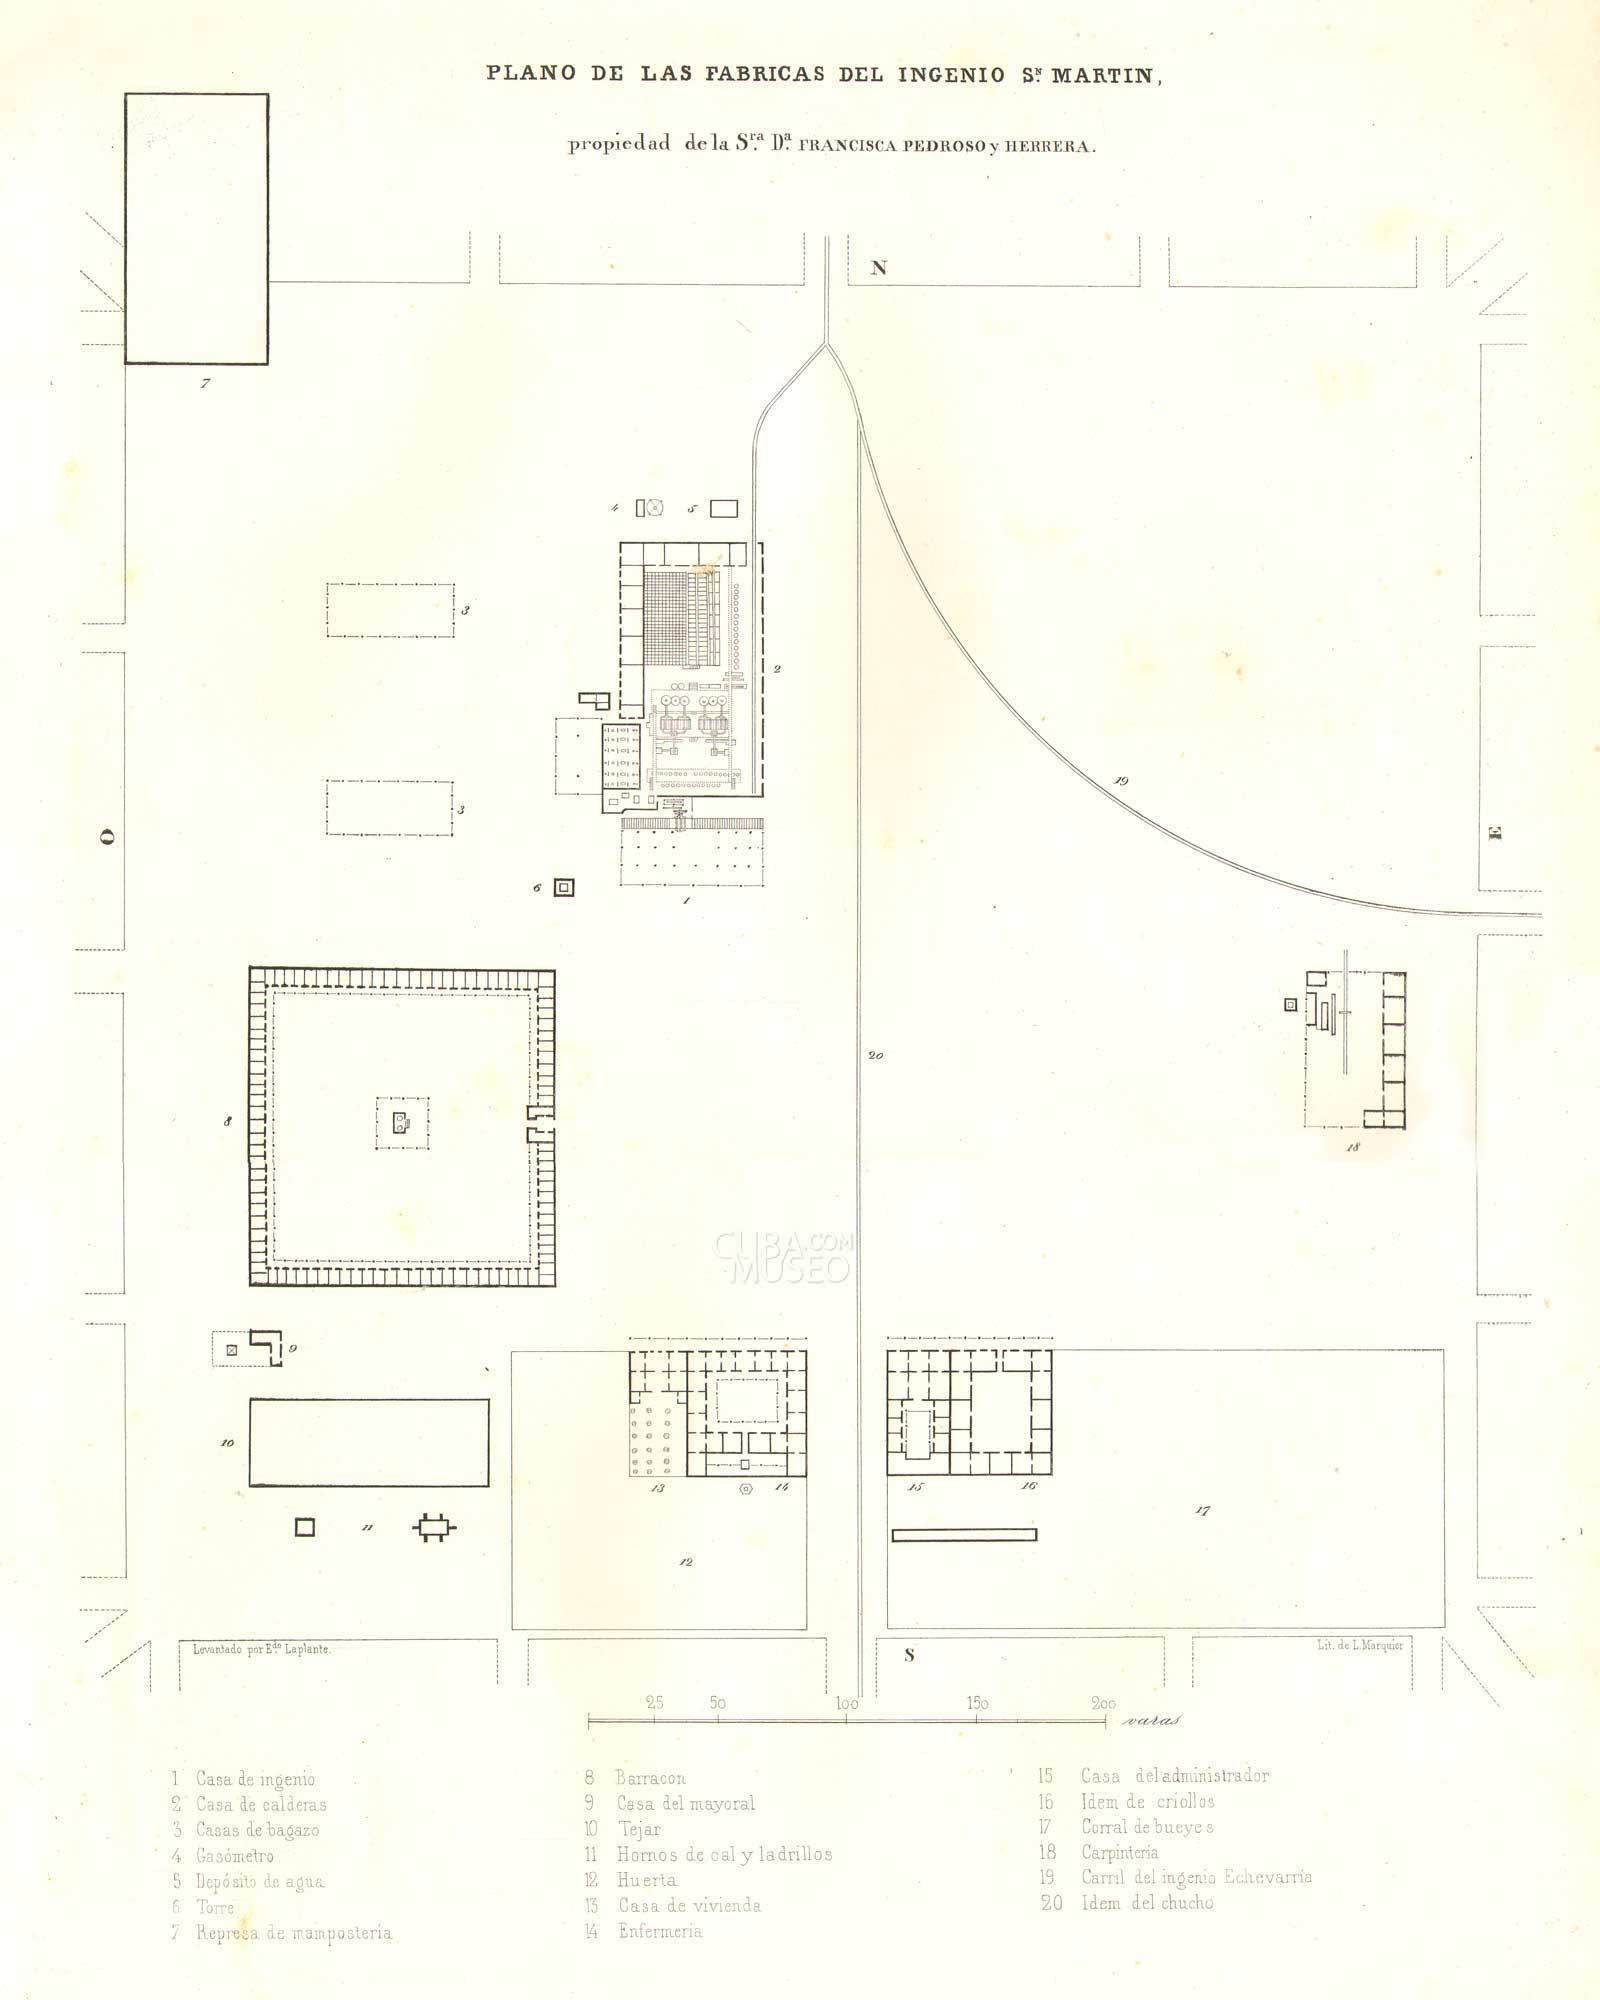 PLANO DE LAS FABRICAS DEL INGENIO Sᴺ. MARTIN,
propiedad de la Sra. Da. FRANCISCA PEDROSO y HERRERA.
N
7
4
5
3
2
3
19
O
E
6
1
20
8
18
CUBA.COM
MUSEO
9
10
13
14
15
16
17
11
12
Levantado por Edo. Laplante.
Lit. de L. Marquier
S
25 50 100 150 200
varas
1 Casa de ingenio
2 Casa de calderas
3 Casas de bagazo
4 Gasómetro
5 Depósito de agua
6 Torre
7 Represa de mamposteria
8 Barracon
9 Casa del mayoral
10 Tejar
11 Hornos de cal y ladrillos
12 Huerta
13 Casa de vivienda
14 Enfermeria
15 Casa del administrador
16 Idem de criollos
17 Corral de bueyes
18 Carpinteria
19 Carril del ingenio Echevarria
20 Idem del chucho